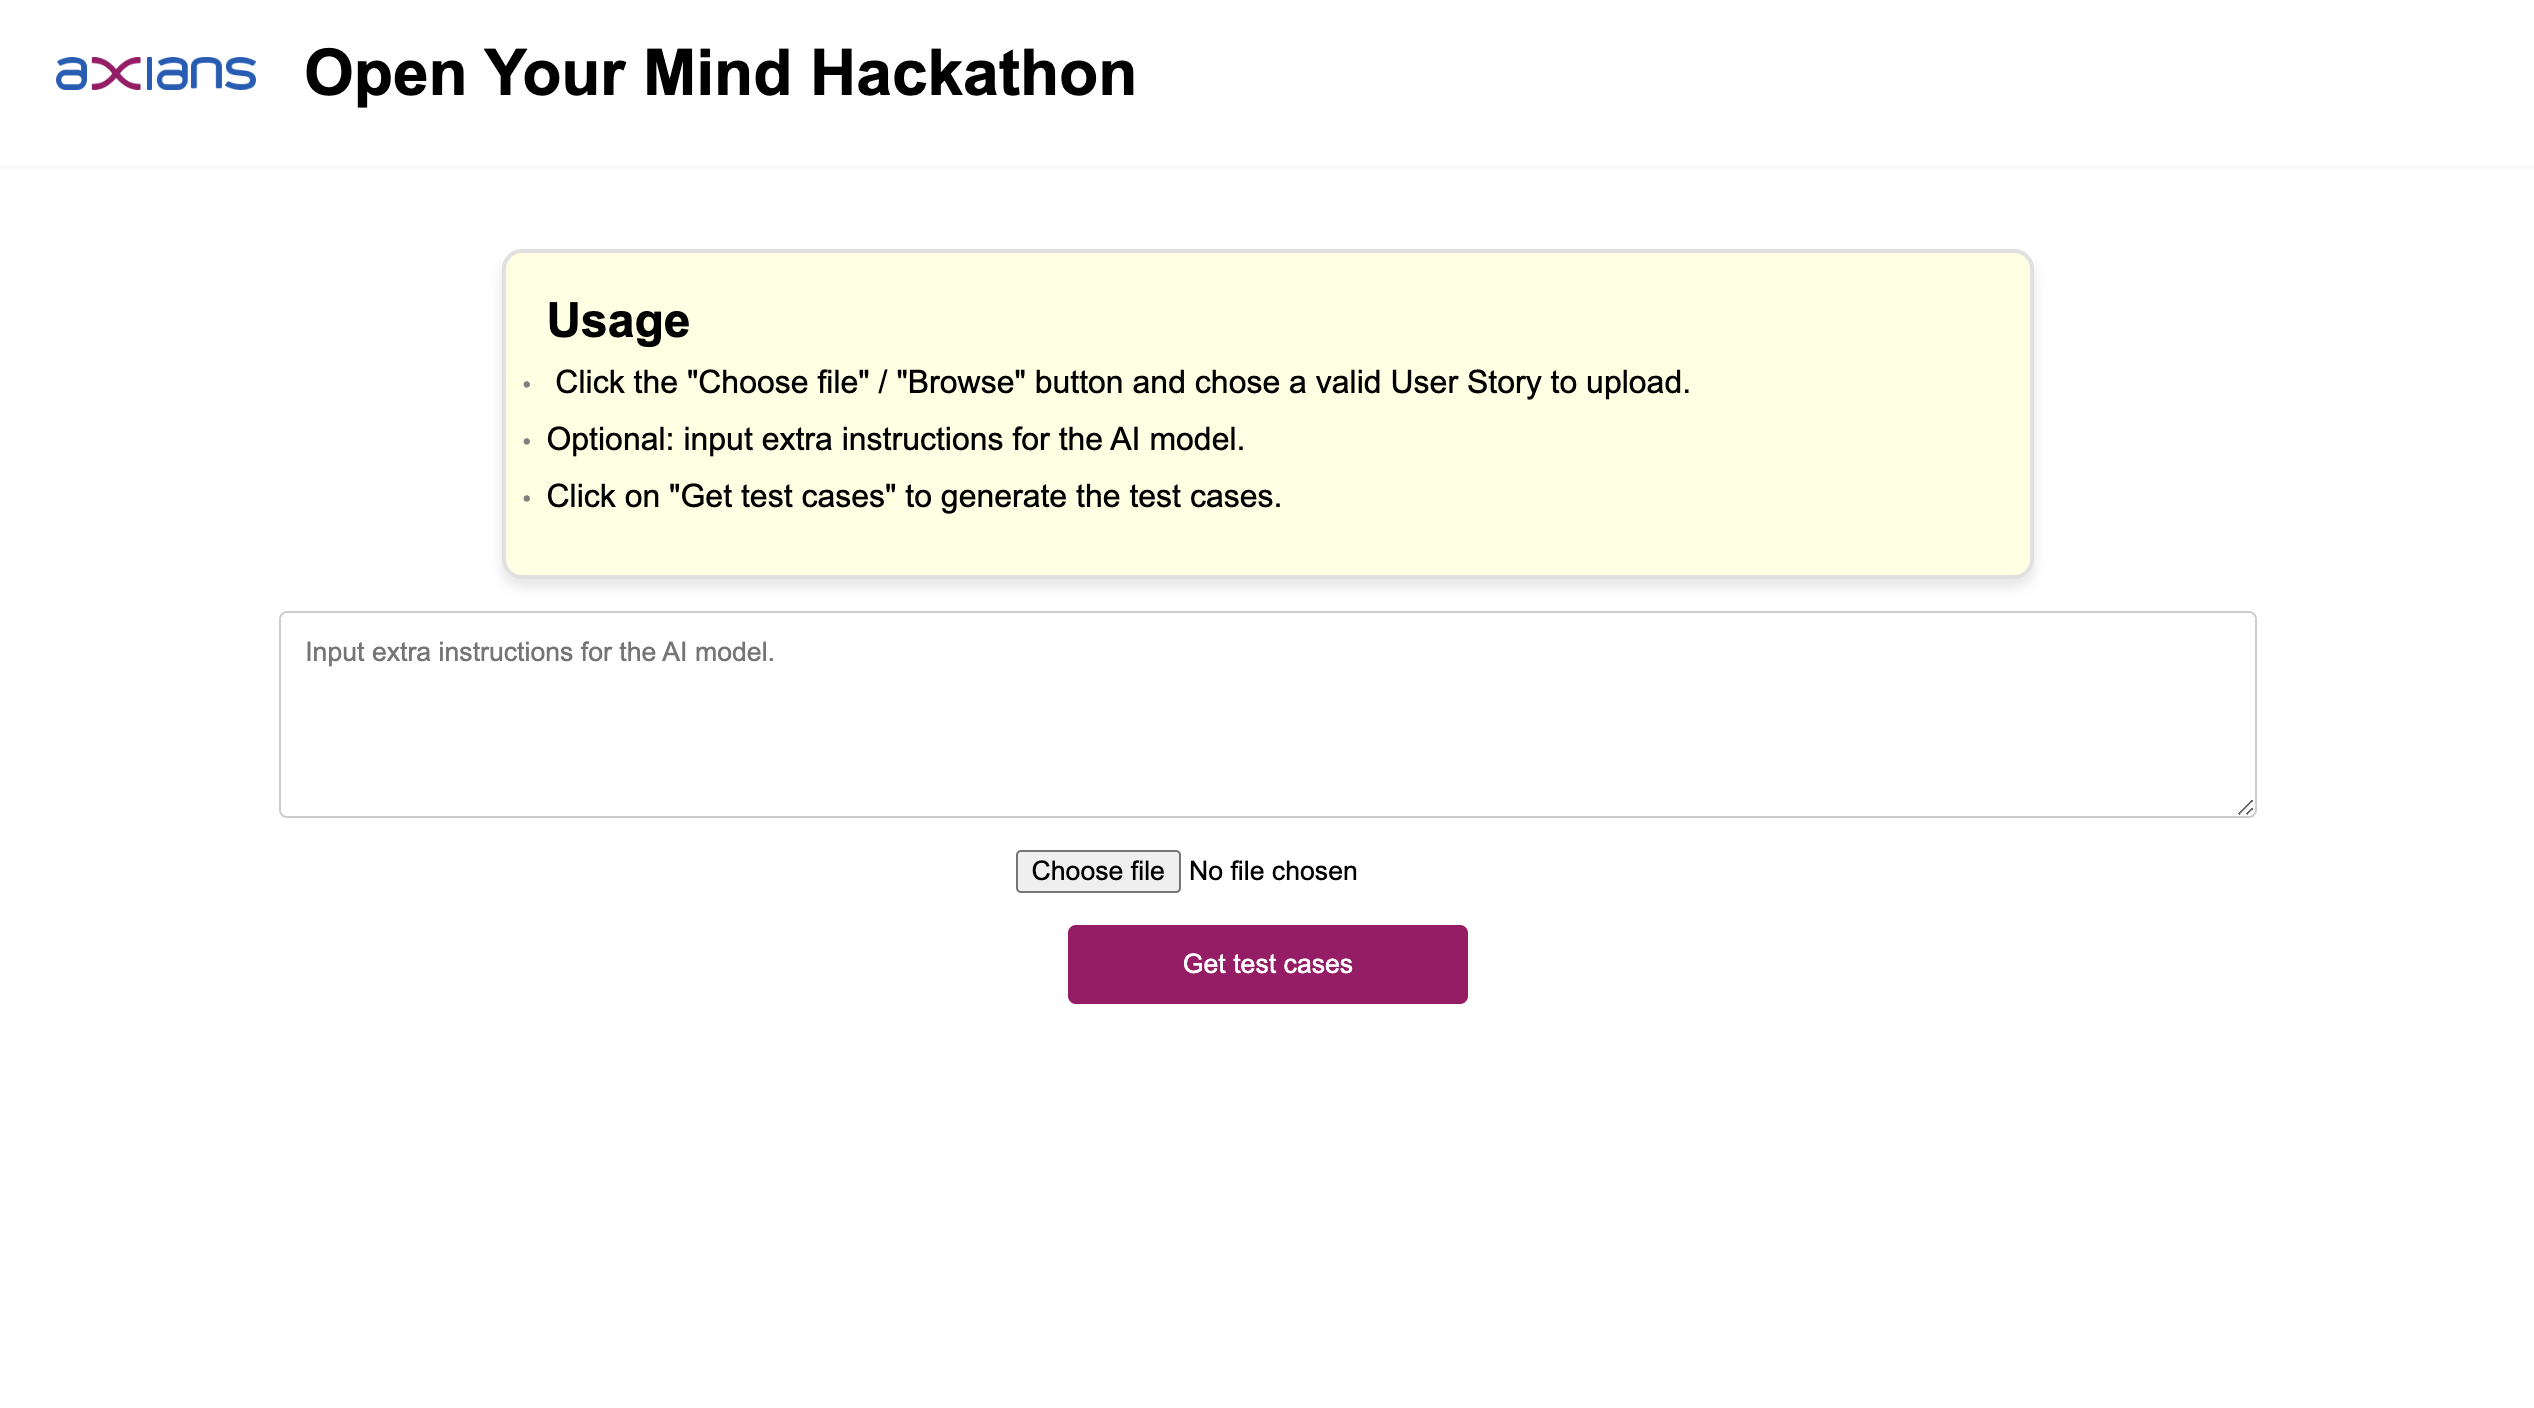 axians
Open Your Mind Hackathon
Usage
• Click the "Choose file" / "Browse" button and chose a valid User Story to upload.
• Optional: input extra instructions for the AI model.
• Click on "Get test cases" to generate the test cases.
Input extra instructions for the AI model.
Choose file No file chosen
Get test cases